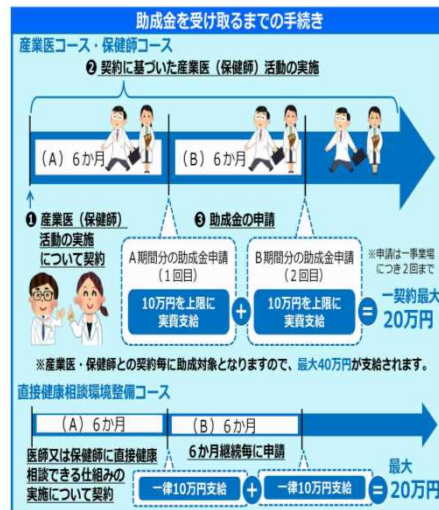 助成金を受け取るまでの手続き
産業医コース・保健師コース
❷ 契約に基づいた産業医（保健師）活動の実施
（A）6か月
（B）6か月
❶ 産業医（保健師）
活動の実施
について契約
❸ 助成金の申請
A期間分の助成金申請
（1回目）
10万円を上限に
実費支給
+
B期間分の助成金申請
（2回目）
10万円を上限に
実費支給
=
※申請は一事業場
につき2回まで
一契約最大
20万円
※産業医・保健師との契約毎に助成対象となりますので、最大40万円が支給されます。
直接健康相談環境整備コース
（A）6か月
（B）6か月
医師又は保健師に直接健康
相談できる仕組みの
実施について契約
6か月継続毎に申請
一律10万円支給
+
一律10万円支給
=
最大
20万円